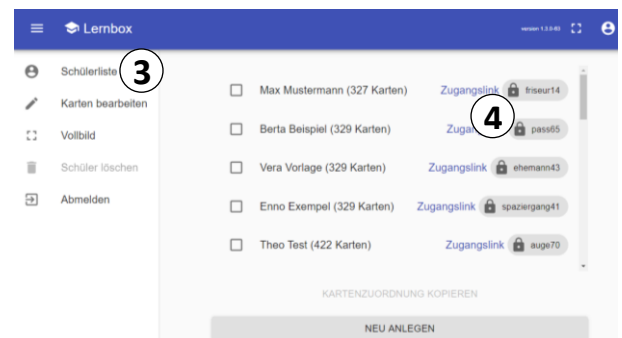 Lernbox version 1.2.0-80
Schülerliste
3
Karten bearbeiten
Vollbild
Schüler löschen
Abmelden
Max Mustermann (327 Karten) Zugangslink friseur14
4
Berta Beispiel (329 Karten) Zugan pass65
Vera Vorlage (329 Karten) Zugangslink ehemann43
Enno Exempel (329 Karten) Zugangslink spaziergang41
Theo Test (422 Karten) Zugangslink auge70
KARTENZUORDNUNG KOPIEREN
NEU ANLEGEN